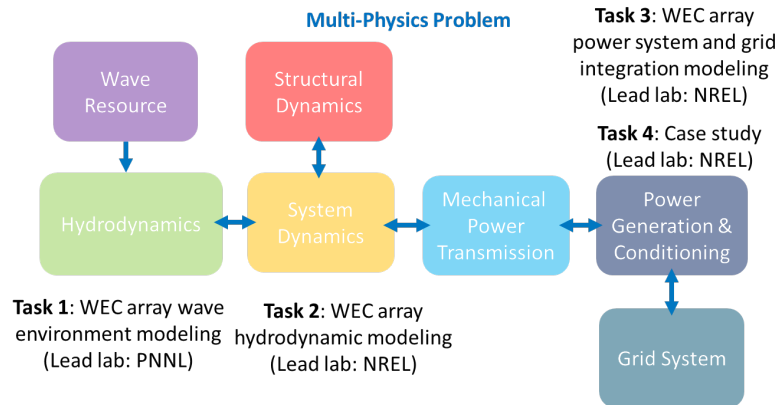 Multi-Physics Problem
Task 3: WEC array
power system and grid
integration modeling
(Lead lab: NREL)
Wave
Resource
Structural
Dynamics
Task 4: Case study
(Lead lab: NREL)
Hydrodynamics
System
Dynamics
Mechanical
Power
Transmission
Power
Generation &
Conditioning
Task 1: WEC array wave
environment modeling
(Lead lab: PNNL)
Task 2: WEC array
hydrodynamic modeling
(Lead lab: NREL)
Grid System